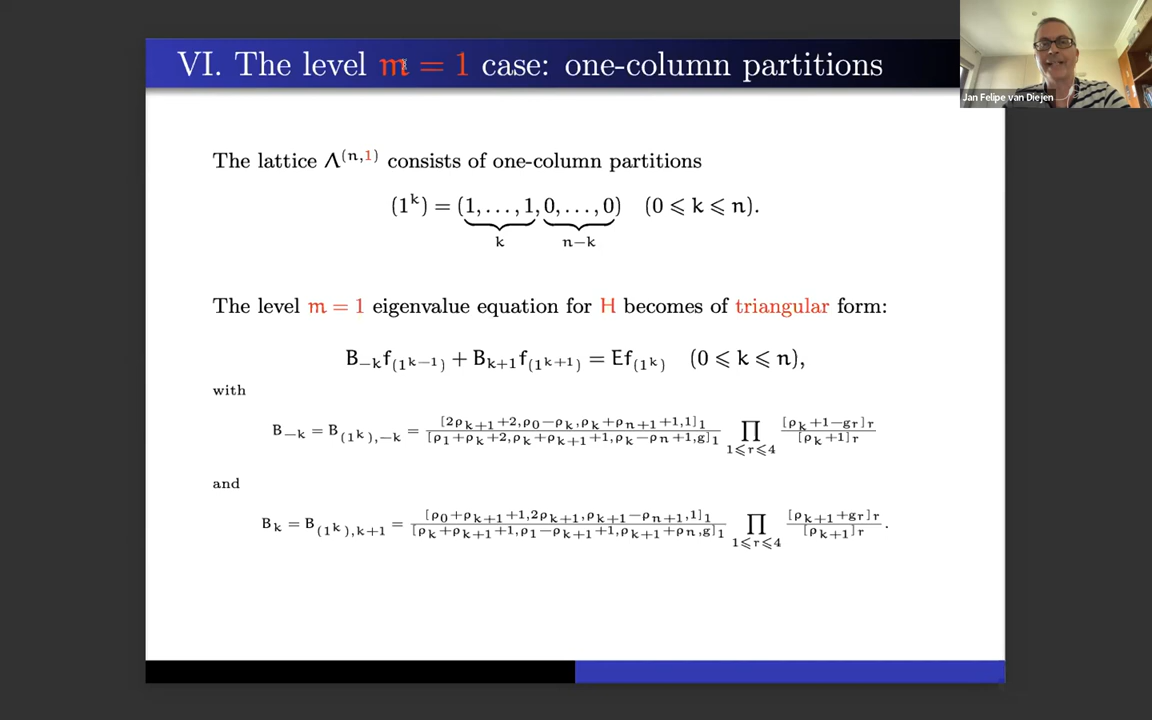 VI. The level m = 1 case: one-column partitions
Jan Felipe van Diejen
The lattice Λ^(n,1) consists of one-column partitions
(1^k) = (1, . . . , 1, 0, . . . , 0) (0 ⩽ k ⩽ n).
k n−k
The level m = 1 eigenvalue equation for H becomes of triangular form:
B_{−k}f_{(1^{k−1})} + B_{k+1}f_{(1^{k+1})} = Ef_{(1^k)} (0 ⩽ k ⩽ n),
with
B_{−k} = B_{(1^k),−k} = [2ρ_{k+1}+2,ρ_0−ρ_k,ρ_k+ρ_{n+1}+1,1]_1 / [ρ_1+ρ_k+2,ρ_k+ρ_{k+1}+1,ρ_k−ρ_n+1,g]_1 ∏_{1⩽r⩽4} [ρ_k+1−g_r]_r / [ρ_k+1]_r
and
B_k = B_{(1^k),k+1} = [ρ_0+ρ_{k+1}+1,2ρ_{k+1},ρ_{k+1}−ρ_{n+1},1]_1 / [ρ_k+ρ_{k+1}+1,ρ_1−ρ_{k+1}+1,ρ_{k+1}+ρ_n,g]_1 ∏_{1⩽r⩽4} [ρ_{k+1}+g_r]_r / [ρ_{k+1}]_r.